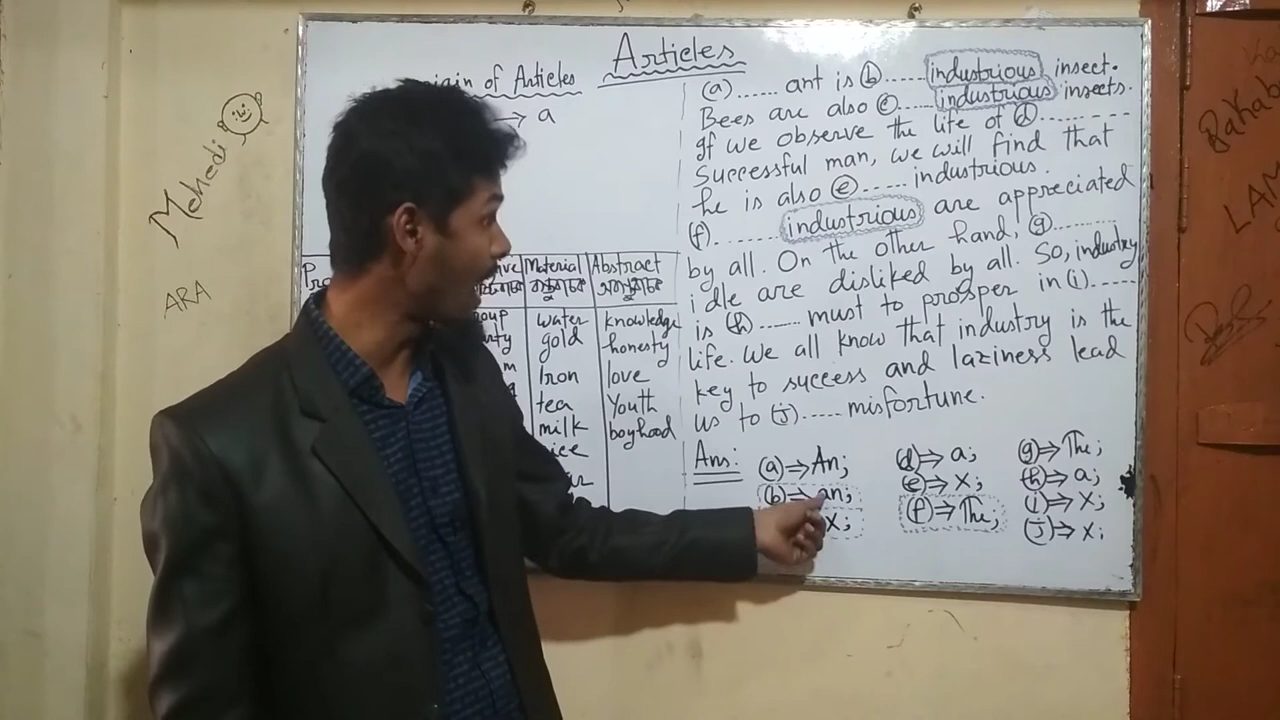 Articles
of Articles
→ a
Material
Abstract
water
gold
Iron
tea
milk
knowledge
honesty
love
Youth
boyhood
(a)...... ant is (b)...... industrious insect.
Bees are also (c)...... industrious insects.
If we observe the life of (d)..........
Successful man, we will find that
he is also (e)...... industrious.
(f)......... industrious are appreciated
by all. On the other hand, (g)........
idle are disliked by all. So, industry
is (h)....... must to prosper in (i)......
life. We all know that industry is the
key to success and laziness lead
us to (j)...... misfortune.
Ans:
(a)⇒An;
(b)⇒an;
x;
(d)⇒a;
(e)⇒x;
(f)⇒The;
(g)⇒The;
(h)⇒a;
(i)⇒x;
(j)⇒x;
Mehedi
ARA
LAM